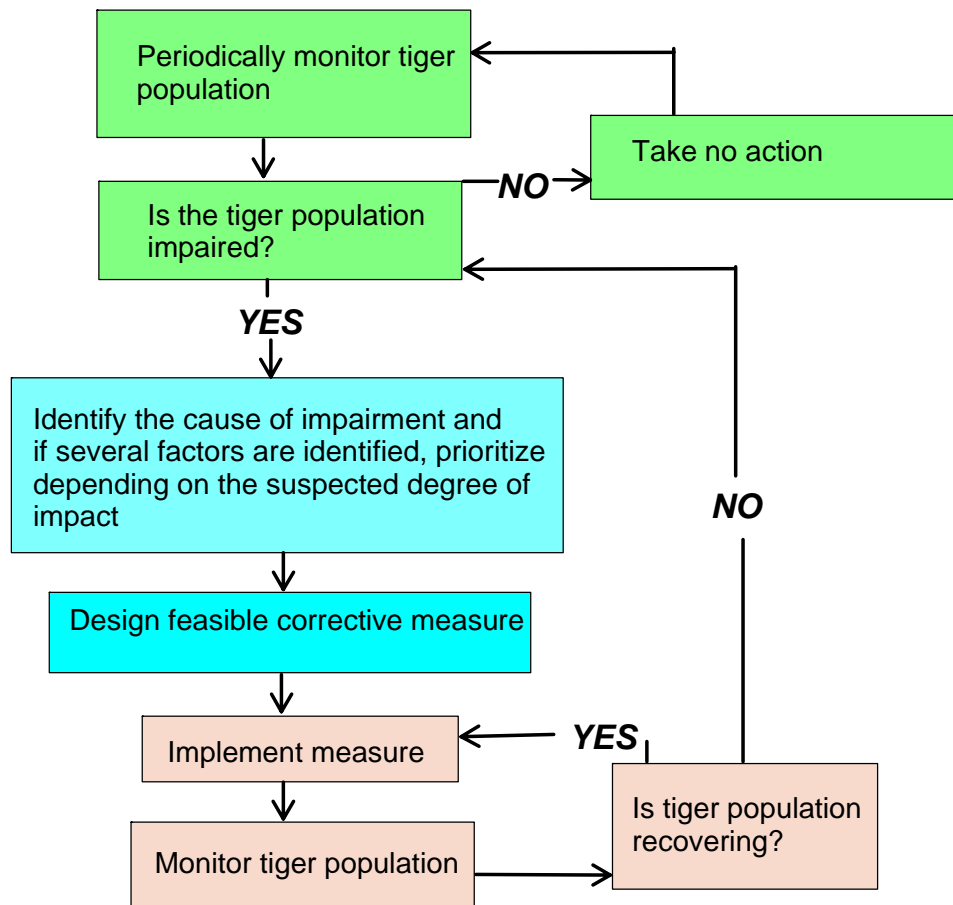 Periodically monitor tiger
population
Take no action
NO
Is the tiger population
impaired?
YES
Identify the cause of impairment and
if several factors are identified, prioritize
depending on the suspected degree of
impact
NO
Design feasible corrective measure
YES
Implement measure
Is tiger population
recovering?
Monitor tiger population